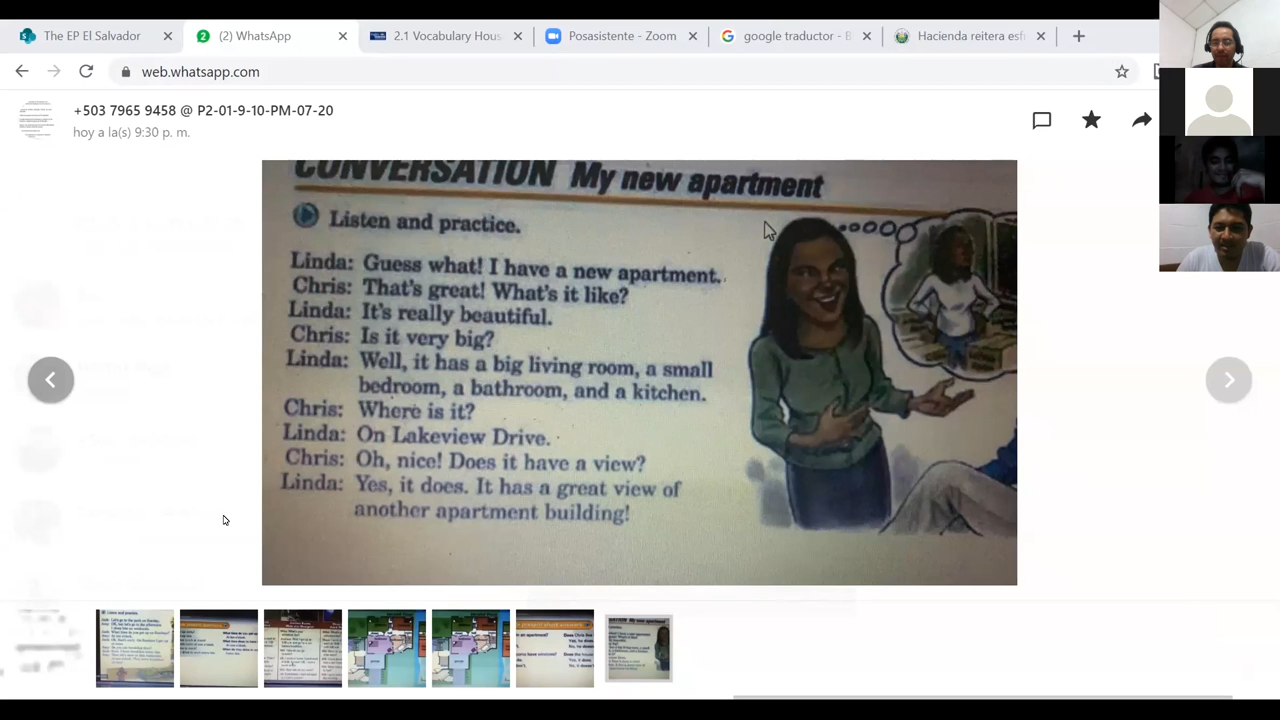 The EP El Salvador
(2) WhatsApp
2.1 Vocabulary Hous
Posasistente - Zoom
google traductor - B
Hacienda reitera esf
web.whatsapp.com
+503 7965 9458 @ P2-01-9-10-PM-07-20
hoy a la(s) 9:30 p. m.
CONVERSATION My new apartment
Listen and practice.
Linda: Guess what! I have a new apartment.
Chris: That's great! What's it like?
Linda: It's really beautiful.
Chris: Is it very big?
Linda: Well, it has a big living room, a small
bedroom, a bathroom, and a kitchen.
Chris: Where is it?
Linda: On Lakeview Drive.
Chris: Oh, nice! Does it have a view?
Linda: Yes, it does. It has a great view of
another apartment building!